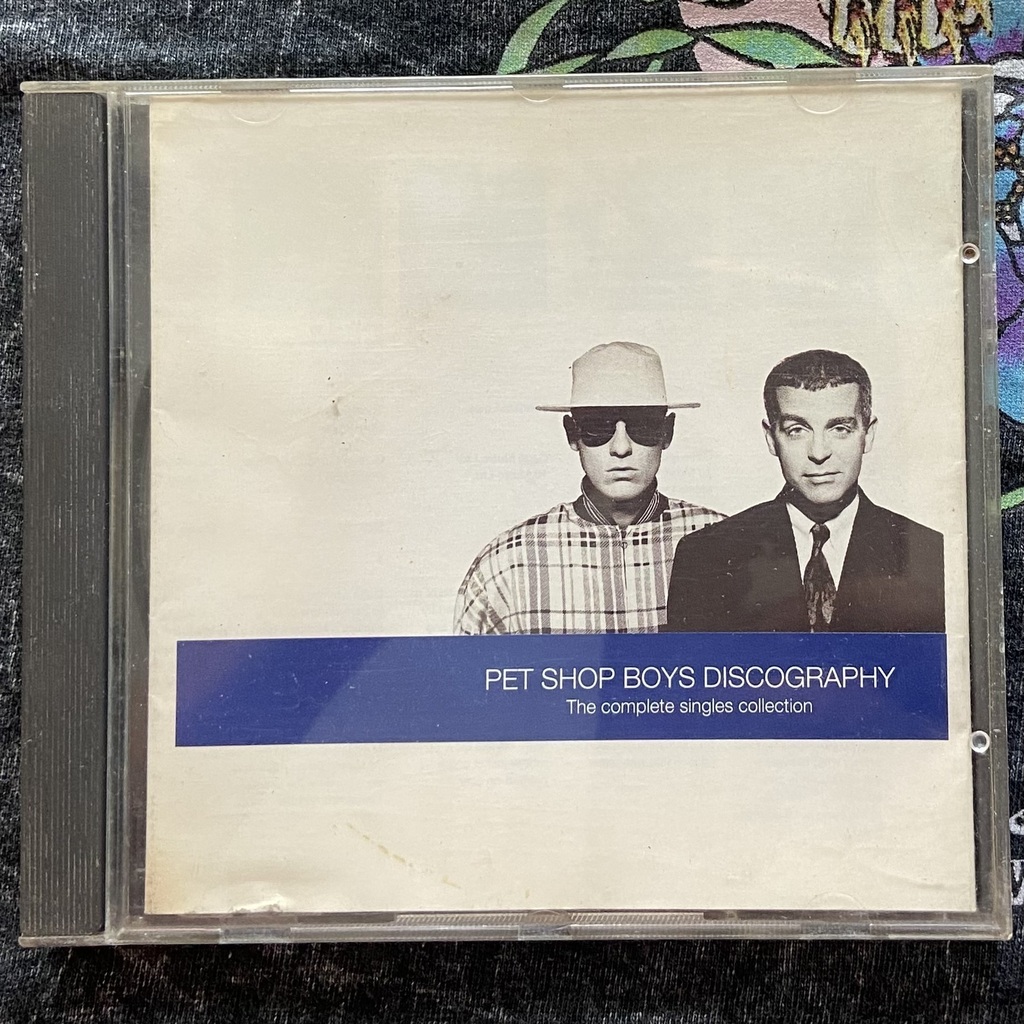 PET SHOP BOYS DISCOGRAPHY
The complete singles collection